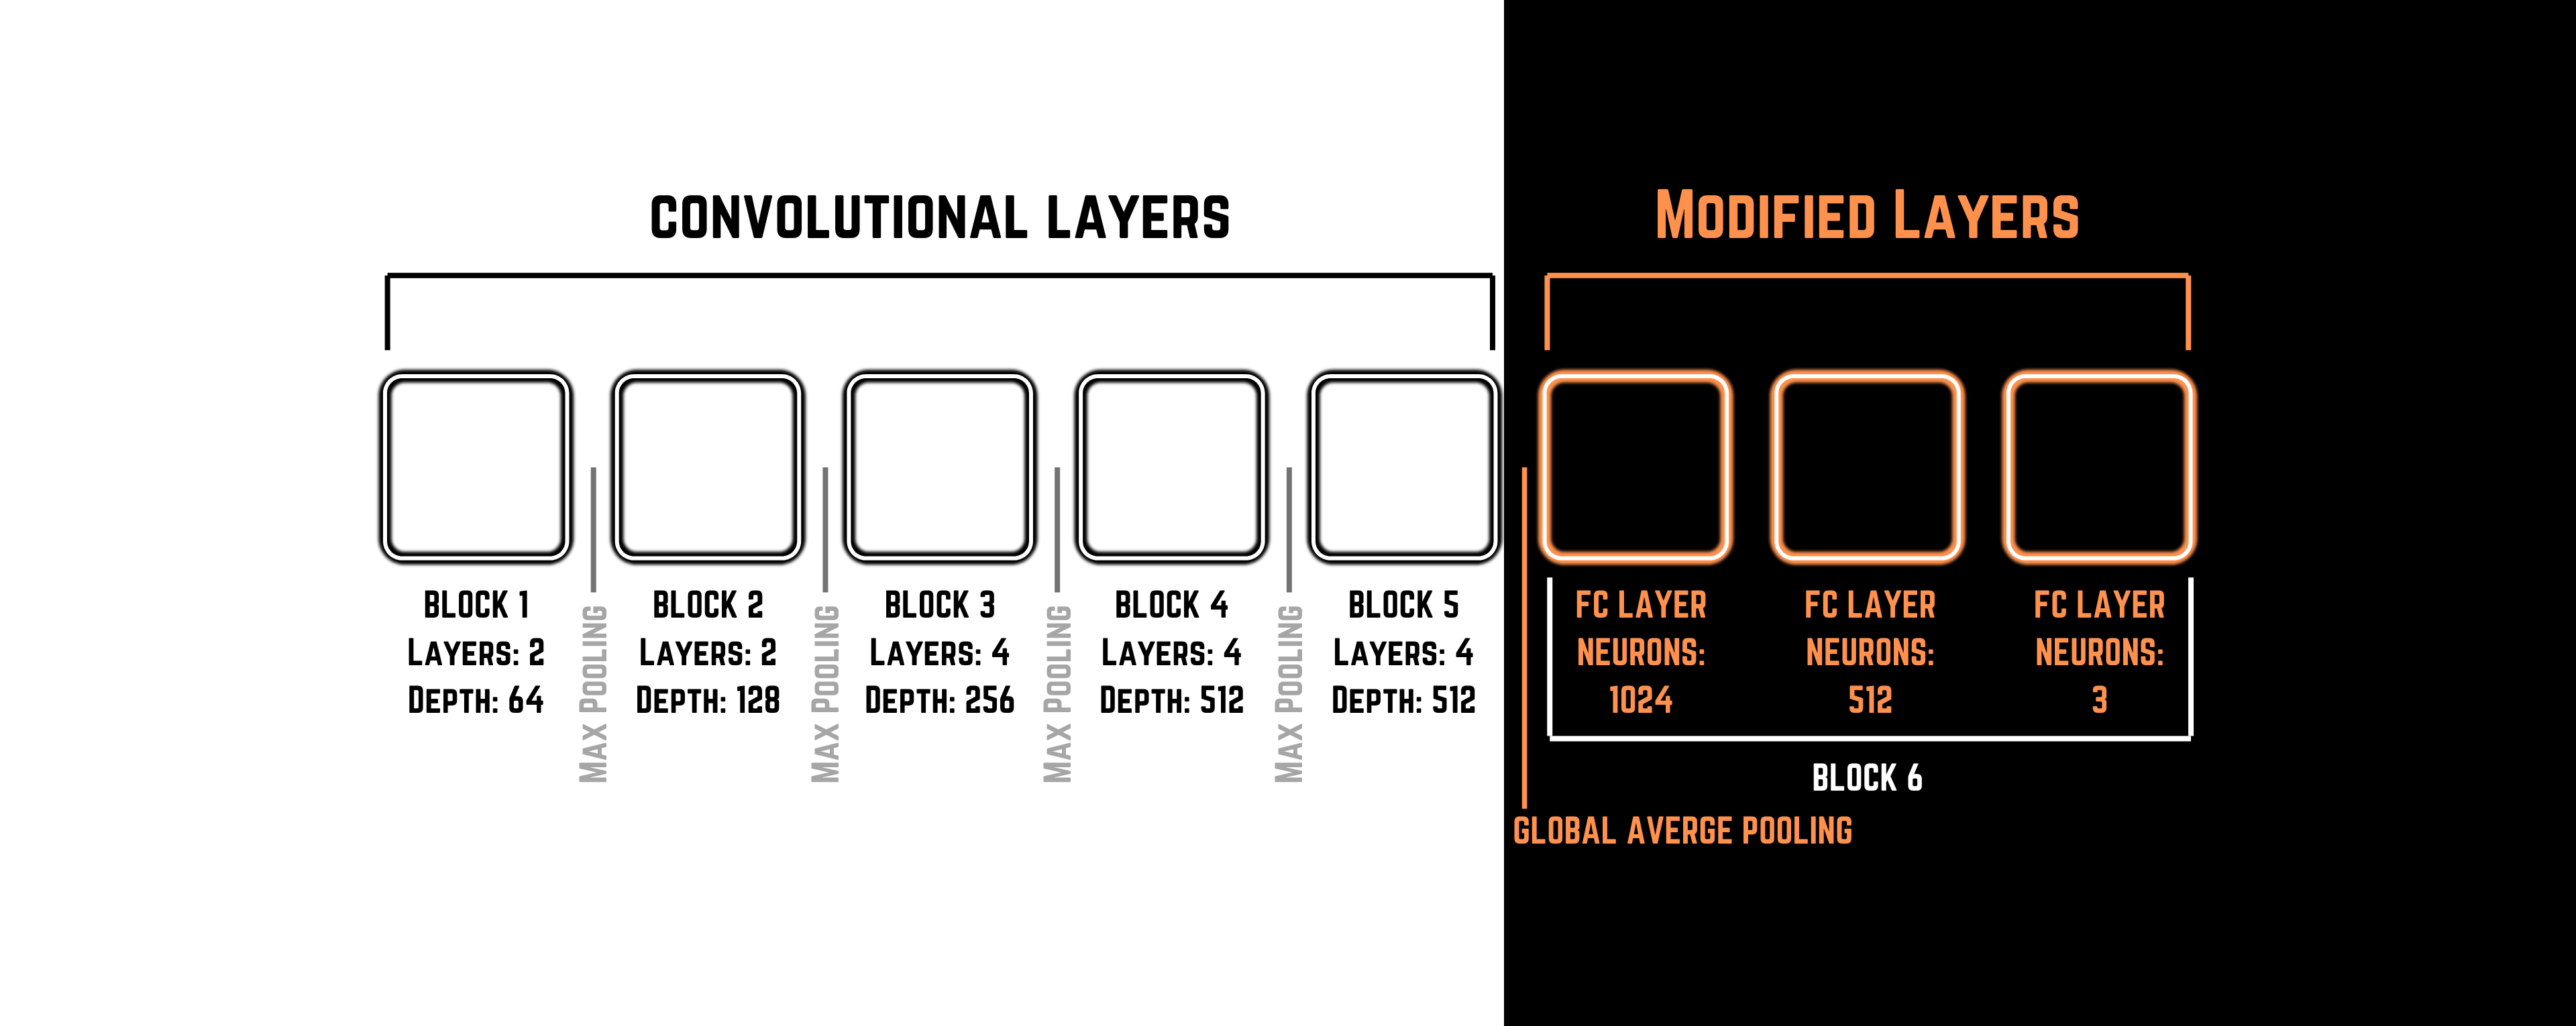 CONVOLUTIONAL LAYERS
MODIFIED LAYERS
BLOCK 1
LAYERS: 2
DEPTH: 64
MAX POOLING
BLOCK 2
LAYERS: 2
DEPTH: 128
MAX POOLING
BLOCK 3
LAYERS: 4
DEPTH: 256
MAX POOLING
BLOCK 4
LAYERS: 4
DEPTH: 512
MAX POOLING
BLOCK 5
LAYERS: 4
DEPTH: 512
FC LAYER
NEURONS:
1024
FC LAYER
NEURONS:
512
FC LAYER
NEURONS:
3
BLOCK 6
GLOBAL AVERGE POOLING